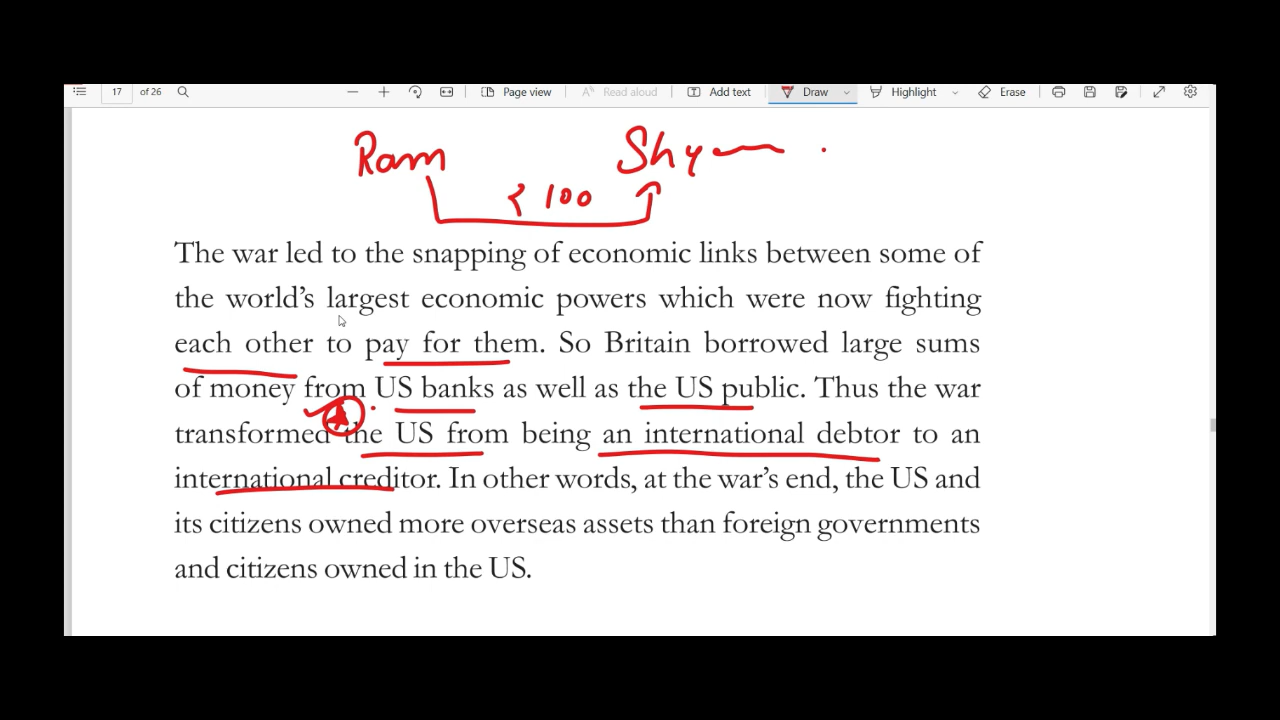 17 of 26 Page view Read aloud Add text Draw Highlight Erase
Ram Shyam
₹ 100
The war led to the snapping of economic links between some of
the world's largest economic powers which were now fighting
each other to pay for them. So Britain borrowed large sums
of money from US banks as well as the US public. Thus the war
transformed the US from being an international debtor to an
international creditor. In other words, at the war's end, the US and
its citizens owned more overseas assets than foreign governments
and citizens owned in the US.